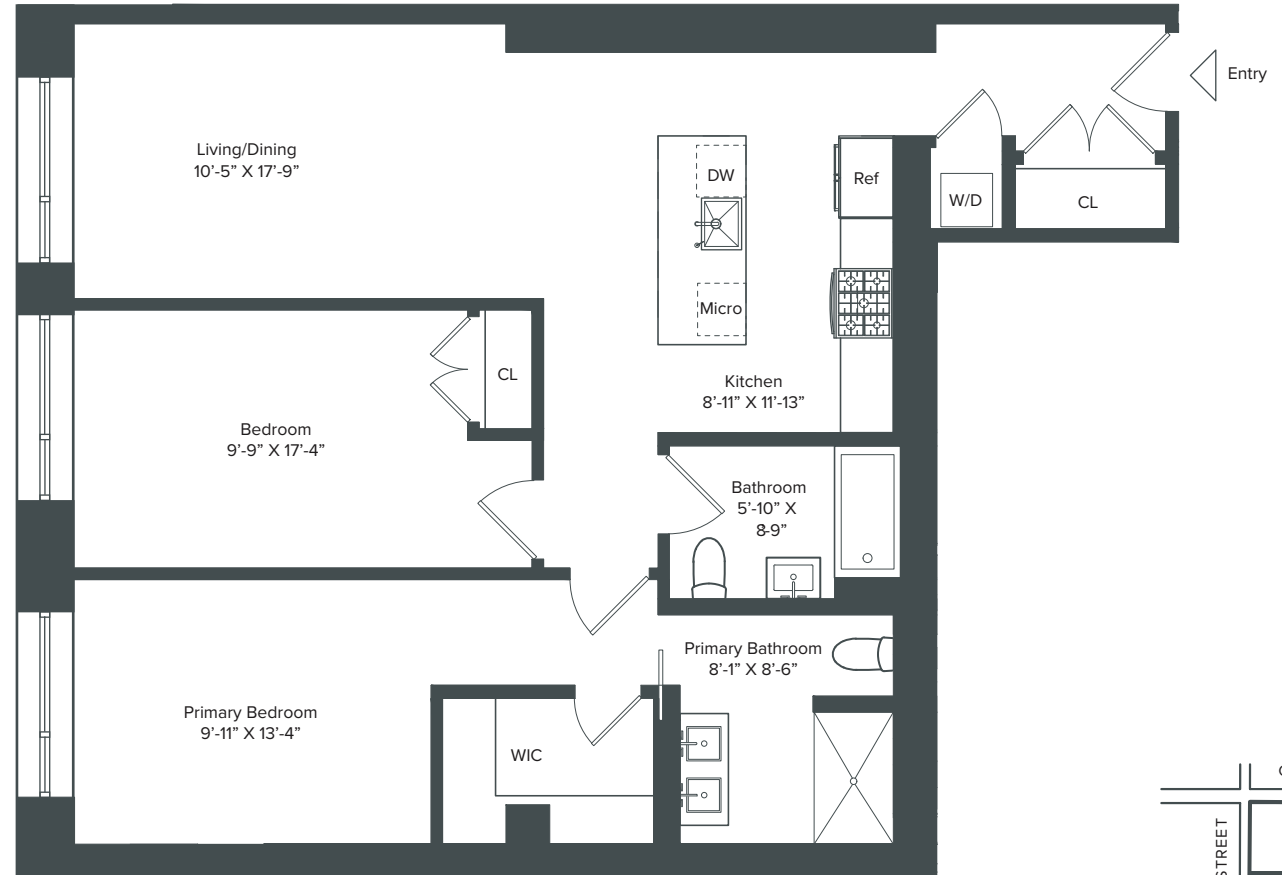 Entry
Living/Dining
10'-5" X 17'-9"
DW
Ref
W/D
CL
Micro
CL
Kitchen
8'-11" X 11'-13"
Bedroom
9'-9" X 17'-4"
Bathroom
5'-10" X
8-9"
Primary Bathroom
8'-1" X 8'-6"
Primary Bedroom
9'-11" X 13'-4"
WIC
STREET